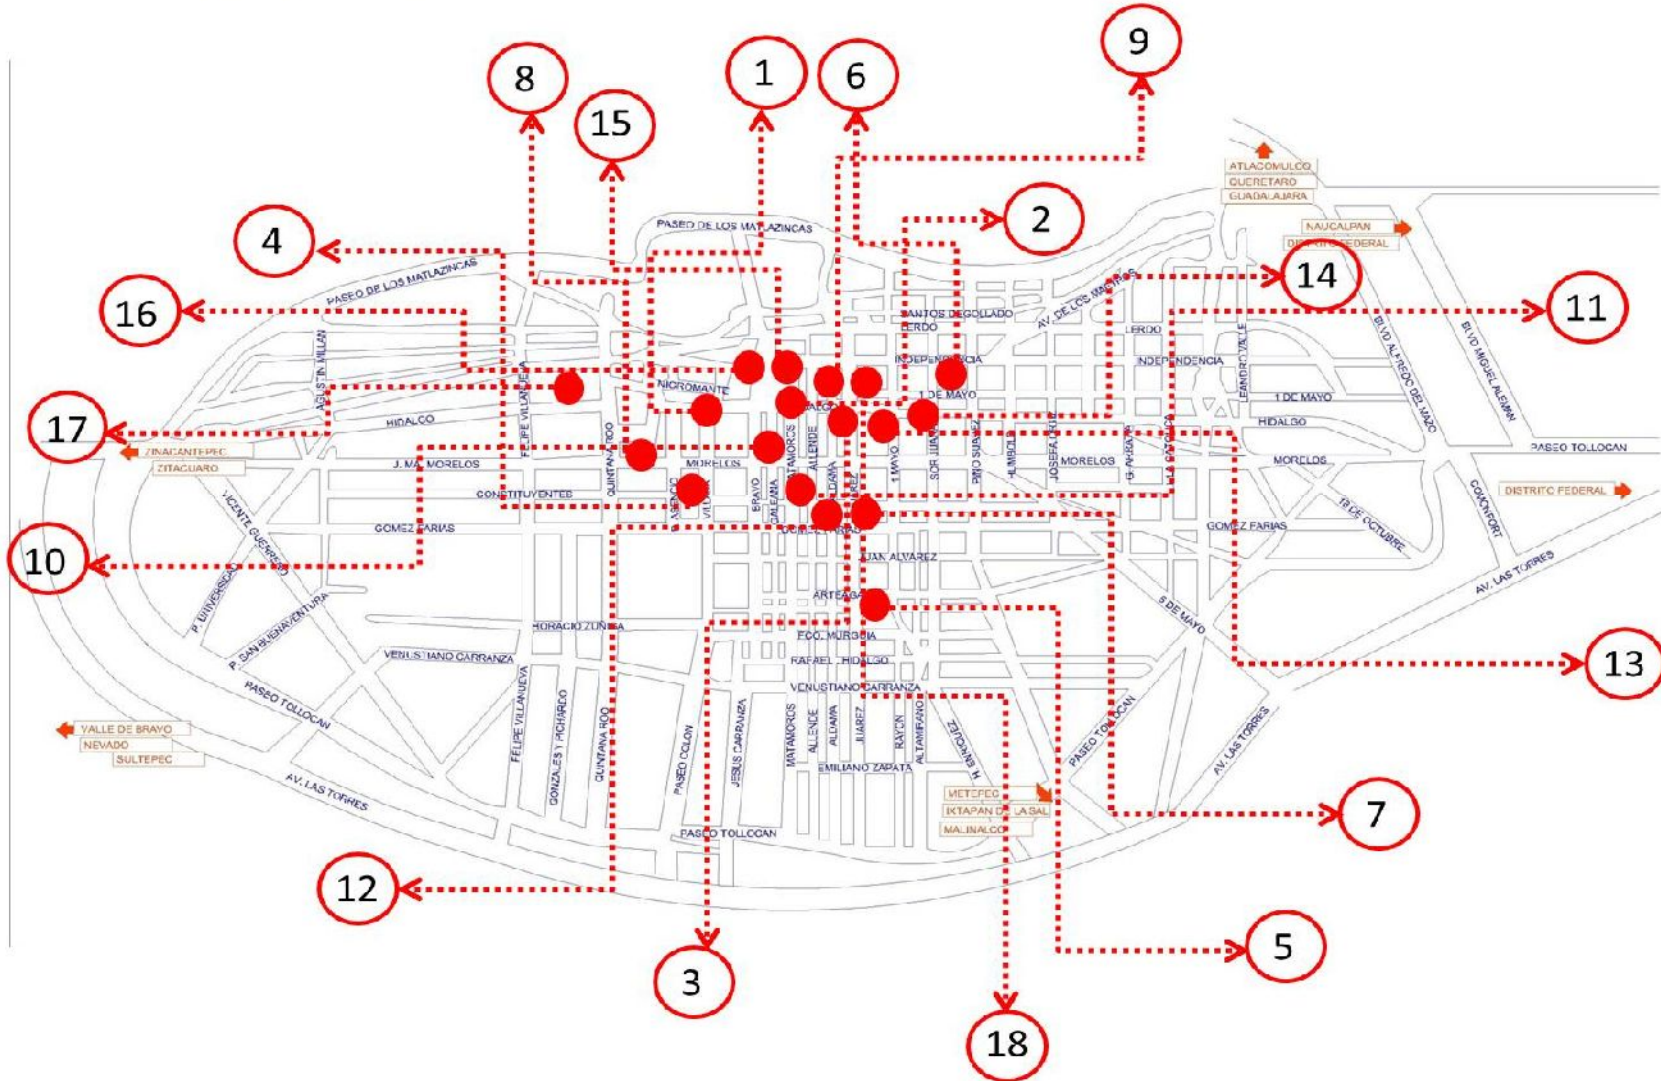 9
8
1
6
15
ATLACOMULCO
QUERETARO
GUADALAJARA
2
4
PASEO DE LOS MATLAZINCAS
NAUCALPAN
DISTRITO FEDERAL
PASEO DE LOS MATLAZINCAS
14
AV. DE LOS MAETROS
11
16
SANTOS DEGOLLADO
LERDO
LERDO
BLVD ALFREDO DEL MAZO
BLVD MIGUEL ALEMAN
AGUSTIN MILLAN
LEANDRO VALLE
INDEPENDENCIA
INDEPENDENCIA
FELIPE VILLANUEVA
NIGROMANTE
1 DE MAYO
1 DE MAYO
HIDALGO
HIDALGO
17
ZINACANTEPEC
ZITACUARO
QUINTANA ROO
ALLENDE
1 MAYO
SOR JUANA
PINO SUAREZ
HUMBOLD
PASEO TOLLOCAN
J. MA. MORELOS
MORELOS
MORELOS
MORELOS
CONSTITUYENTES
BRAVO
GALEANA
DISTRITO FEDERAL
COMONFORT
VICENTE GUERRERO
GOMEZ FARIAS
GOMEZ FARIAS
18 DE OCTUBRE
10
JUAN ALVAREZ
AV. LAS TORRES
P. UNIVERSIDAD
ARTEAGA
5 DE MAYO
P. SAN BUENAVENTURA
HORACIO ZUÑIGA
FCO. MURGUIA
VENUSTIANO CARRANZA
RAFAEL HIDALGO
13
VENUSTIANO CARRANZA
PASEO TOLLOCAN
VALLE DE BRAVO
NEVADO
SULTEPEC
FELIPE VILLANUEVA
GONZALES Y PICHARDO
QUINTANA ROO
PASEO COLON
JESUS CARRANZA
MATAMOROS
ALLENDE
ALDAMA
JUAREZ
RAYON
ALTAMIRANO
H. ENRIQUEZ
PASEO TOLLOCAN
AV. LAS TORRES
EMILIANO ZAPATA
AV. LAS TORRES
METEPEC
IXTAPAN DE LA SAL
MALINALCO
7
PASEO TOLLOCAN
12
5
3
18